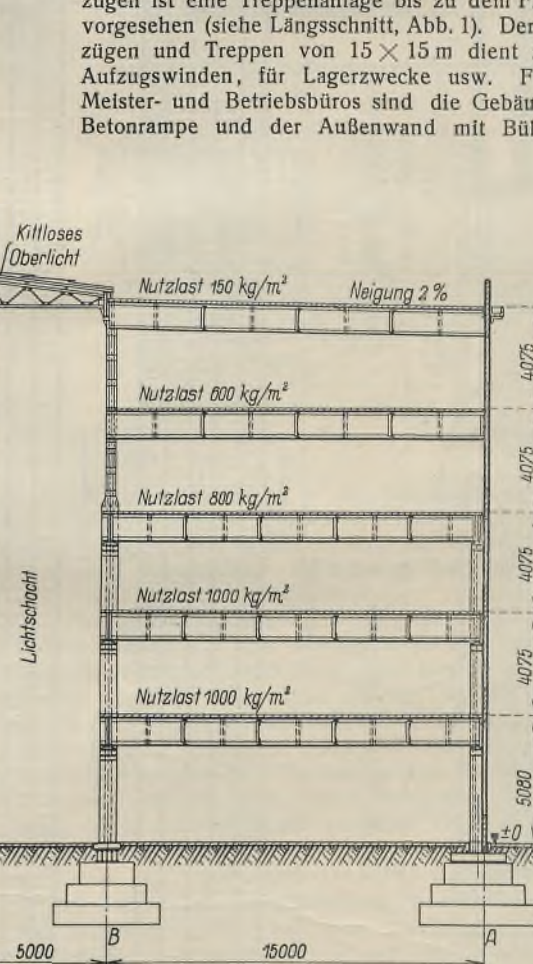 zügen ist eine Treppenanlage bis zu dem
vorgesehen (siehe Längsschnitt, Abb. 1). Der
zügen und Treppen von 15 × 15 m dient
Aufzugswinden, für Lagerzwecke usw. F
Meister- und Betriebsbüros sind die Gebäu
Betonrampe und der Außenwand mit Büh
Kittloses
Oberlicht
Nutzlast 150 kg/m²
Neigung 2 %
4075
Nutzlast 600 kg/m²
4075
Nutzlast 800 kg/m²
4075
Lichtschacht
Nutzlast 1000 kg/m²
4075
Nutzlast 1000 kg/m²
5080
±0
B
A
5000
15000